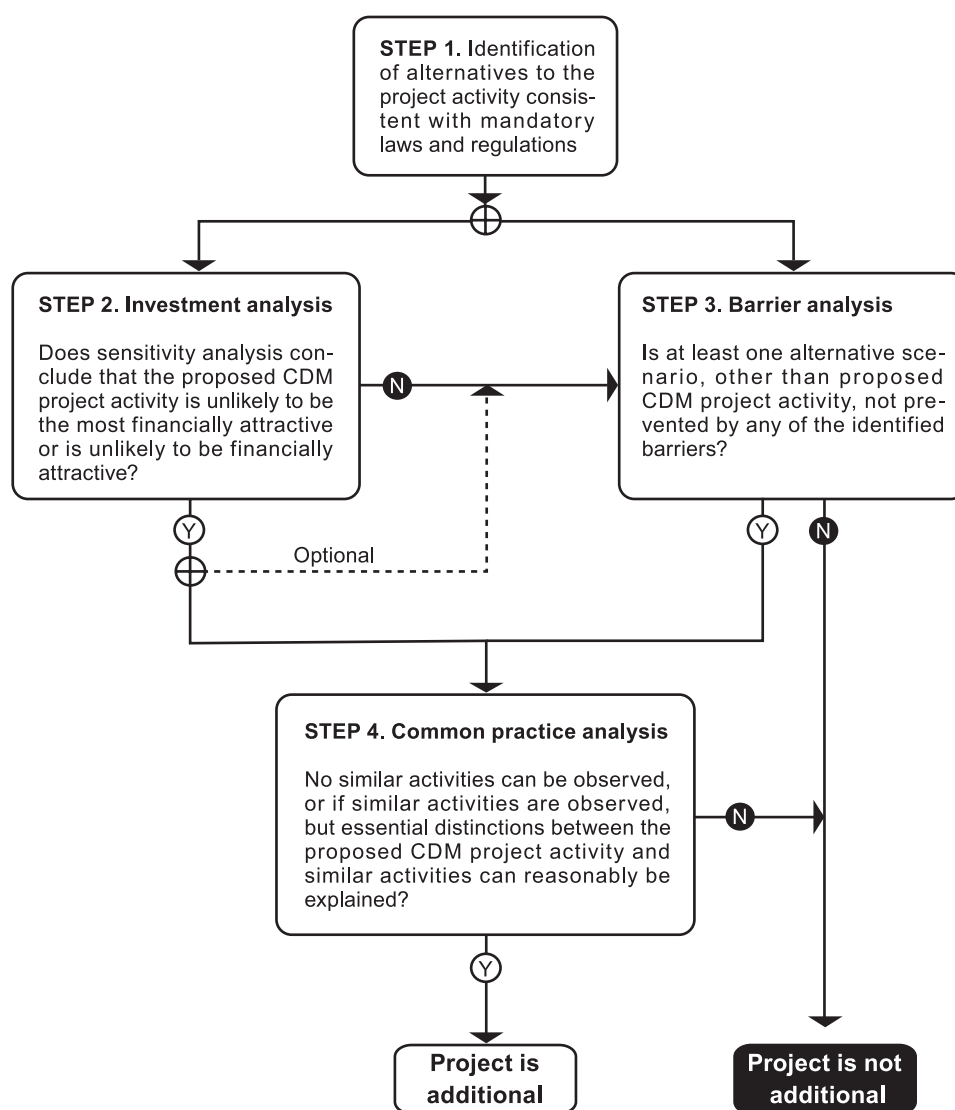 STEP 1. Identification
of alternatives to the
project activity consis-
tent with mandatory
laws and regulations
STEP 2. Investment analysis
Does sensitivity analysis con-
clude that the proposed CDM
project activity is unlikely to be
the most financially attractive
or is unlikely to be financially
attractive?
N
STEP 3. Barrier analysis
Is at least one alternative sce-
nario, other than proposed
CDM project activity, not pre-
vented by any of the identified
barriers?
Y
Optional
Y
N
STEP 4. Common practice analysis
No similar activities can be observed,
or if similar activities are observed,
but essential distinctions between the
proposed CDM project activity and
similar activities can reasonably be
explained?
N
Y
Project is
additional
Project is not
additional